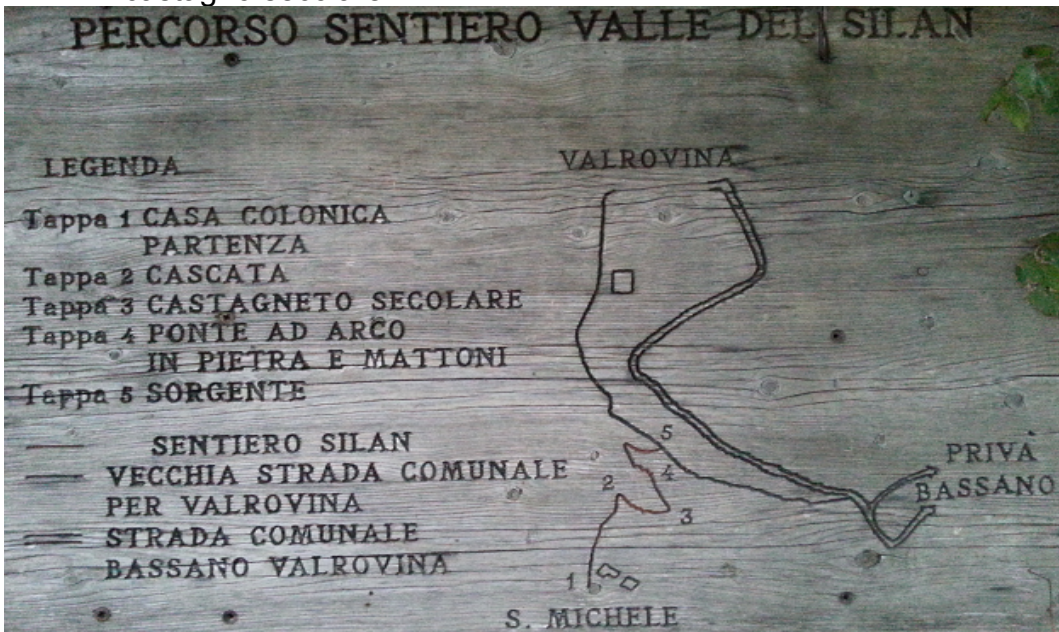 PERCORSO SENTIERO VALLE DEL SILAN
LEGENDA
Tappa 1 CASA COLONICA
PARTENZA
Tappa 2 CASCATA
Tappa 3 CASTAGNETO SECOLARE
Tappa 4 PONTE AD ARCO
IN PIETRA E MATTONI
Tappa 5 SORGENTE
SENTIERO SILAN
VECCHIA STRADA COMUNALE
PER VALROVINA
STRADA COMUNALE
BASSANO VALROVINA
VALROVINA
5
4
2
3
1
S. MICHELE
PRIVA
BASSANO